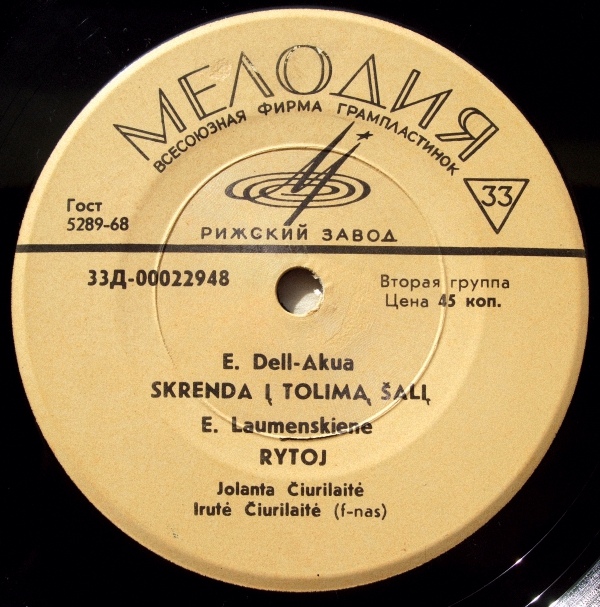 МЕЛОДИЯ
ВСЕСОЮЗНАЯ ФИРМА ГРАМПЛАСТИНОК
33
Гост
5289-68
РИЖСКИЙ ЗАВОД
33Д-00022948
Вторая группа
Цена 45 коп.
E. Dell-Akua
SKRENDA Į TOLIMĄ ŠALĮ
E. Laumenskiene
RYTOJ
Jolanta Čiurilaitė
Irutė Čiurilaitė (f-nas)